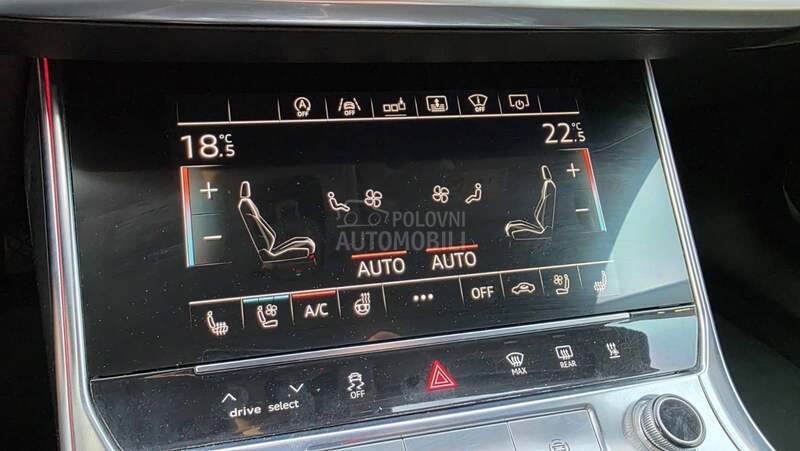 A OFF
OFF
OFF
18.5 °C
22.5 °C
+
+
−
−
POLOVNI
AUTOMOBILI
AUTO AUTO
A/C
OFF
MAX
REAR
OFF
drive select